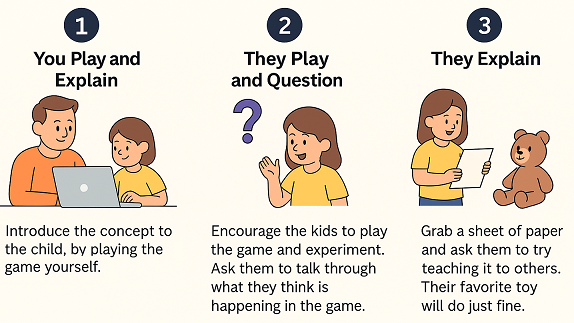 1
You Play and
Explain
Introduce the concept to
the child, by playing the
game yourself.
2
They Play
and Question
?
Encourage the kids to play
the game and experiment.
Ask them to talk through
what they think is
happening in the game.
3
They Explain
Grab a sheet of paper
and ask them to try
teaching it to others.
Their favorite toy
will do just fine.